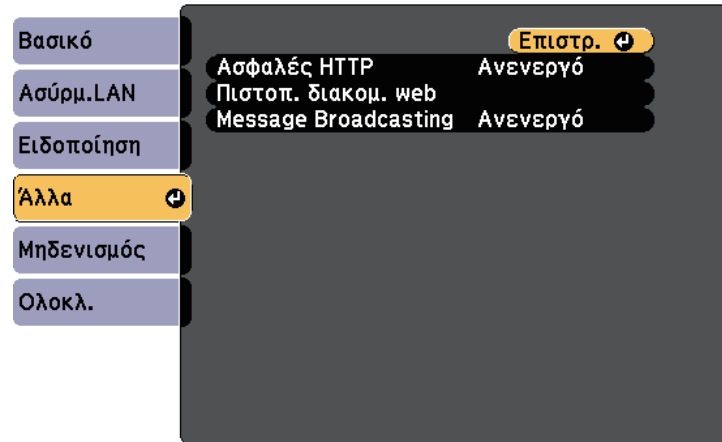 Βασικό
Ασύρμ.LAN
Ειδοποίηση
Άλλα
Μηδενισμός
Ολοκλ.
Επιστρ.
Ασφαλές HTTP Ανενεργό
Πιστοπ. διακομ. web
Message Broadcasting Ανενεργό